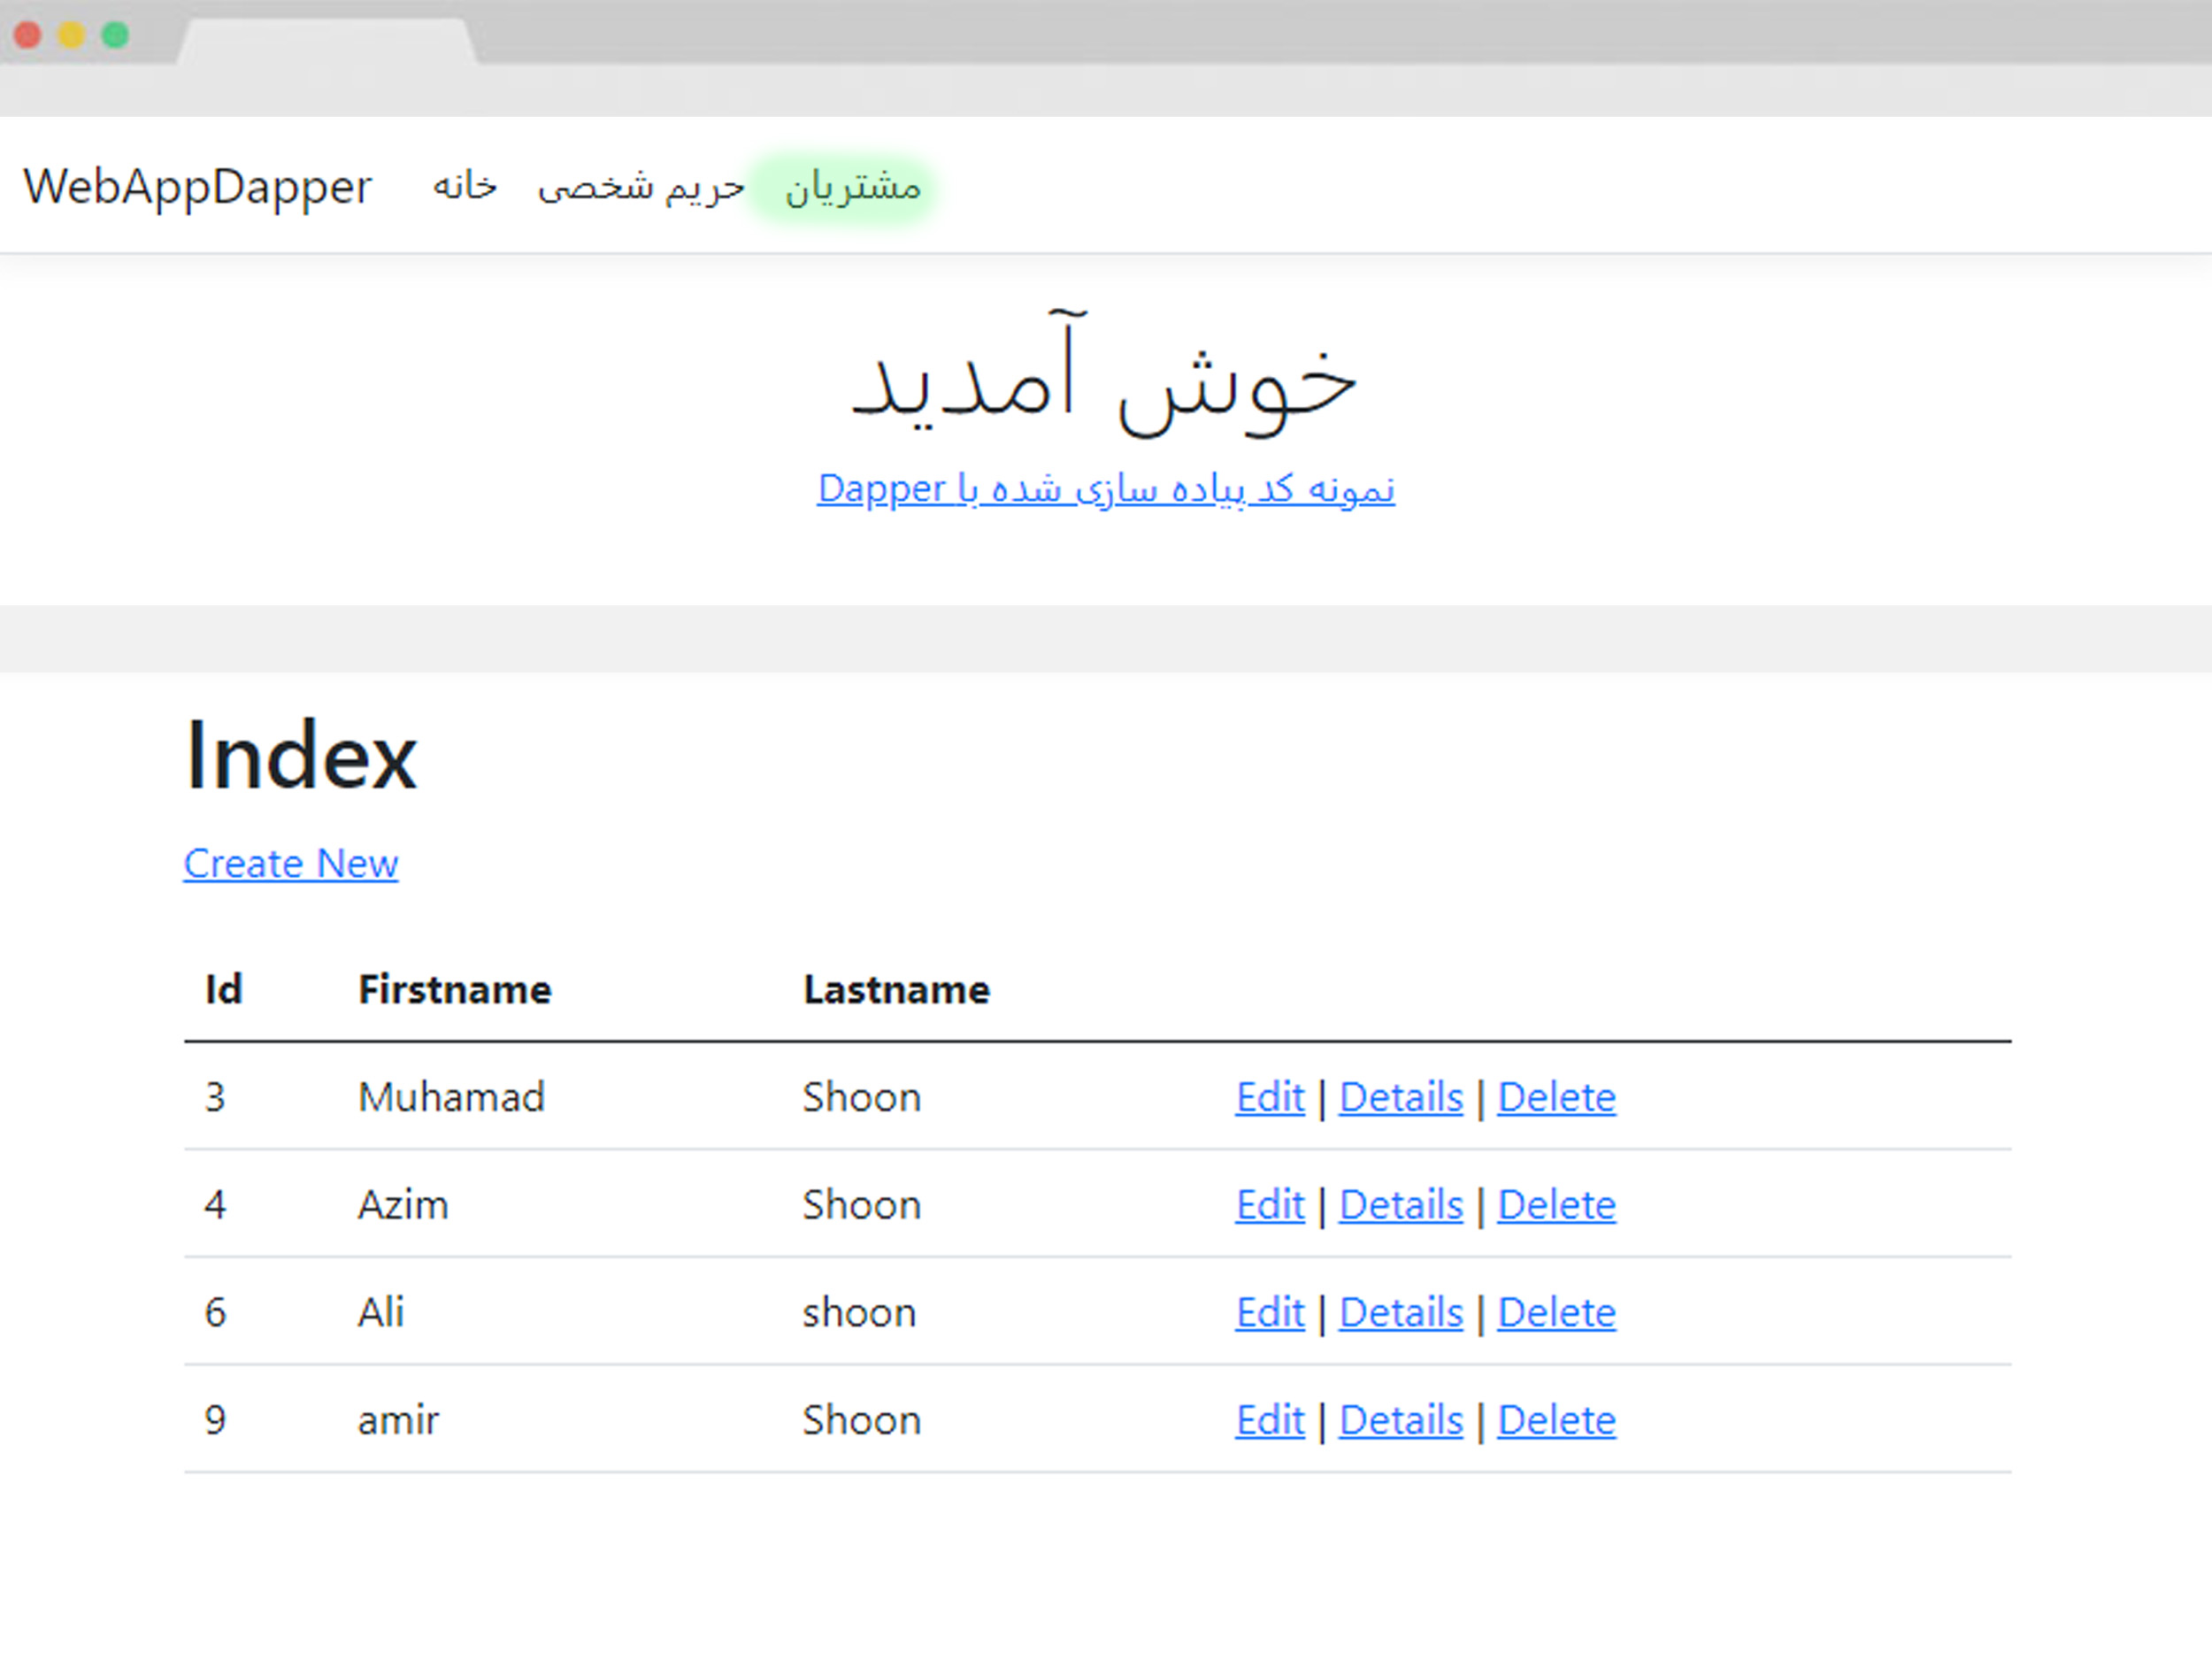 WebAppDapper خانه حریم شخصی مشتریان
خوش آمدید
نمونه کد پیاده سازی شده با Dapper
Index
Create New
Id Firstname Lastname
3 Muhamad Shoon Edit | Details | Delete
4 Azim Shoon Edit | Details | Delete
6 Ali shoon Edit | Details | Delete
9 amir Shoon Edit | Details | Delete